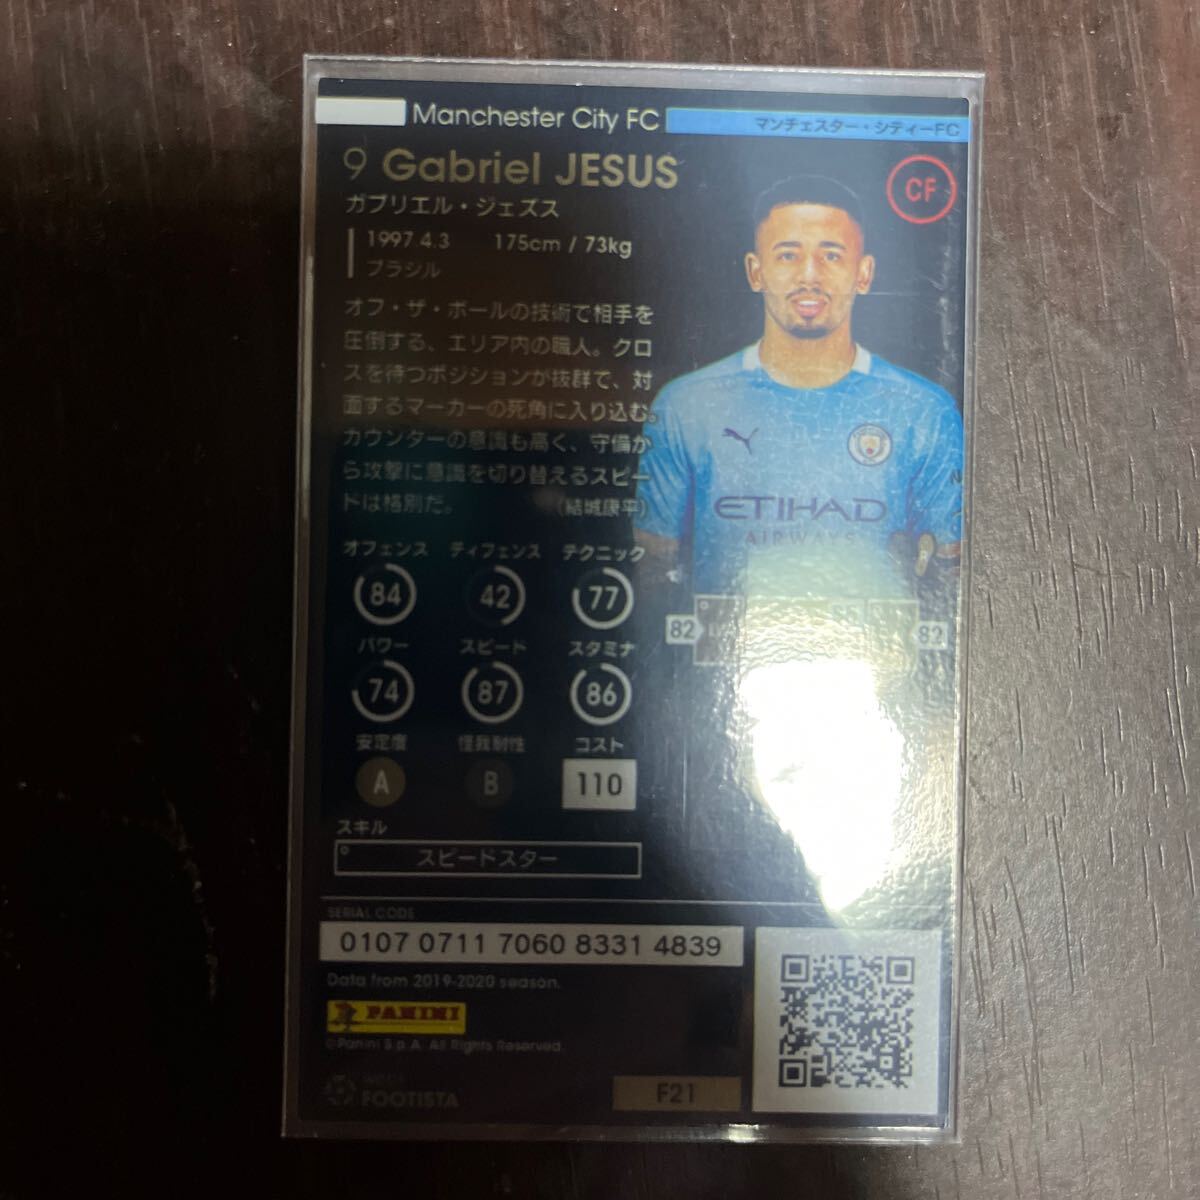 Manchester City FC
マンチェスター・シティーFC
9 Gabriel JESUS
CF
ガブリエル・ジェズス
1997 4.3 175cm / 73kg
ブラジル
オフ・ザ・ボールの技術で相手を
圧倒する、エリア内の職人。クロ
スを待つポジションが抜群で、対
面するマーカーの死角に入り込む。
カウンターの意識も高く、守備か
ら攻撃に意識を切り替えるスピー
ドは格別だ。 (結城康平)
ETIHAD
AIRWAYS
オフェンス ディフェンス テクニック
84 42 77
82 82
パワー スピード スタミナ
74 87 86
安定度 怪我耐性 コスト
A B 110
スキル
スピードスター
SERIAL CODE
0107 0711 7060 8331 4839
Data from 2019-2020 season.
PANINI
©Panini S.p.A. All Rights Reserved.
WCCF
FOOTISTA
F21